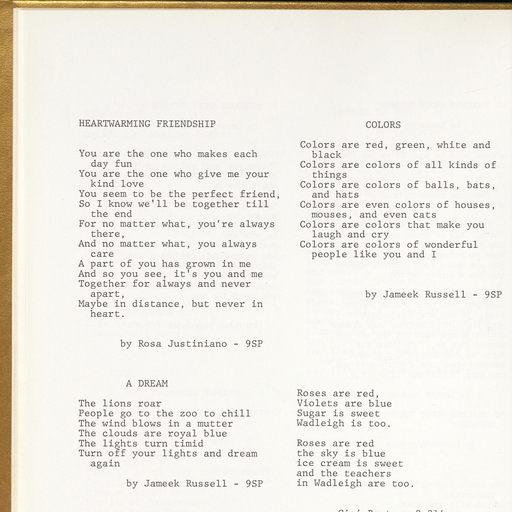 HEARTWARMING FRIENDSHIP
You are the one who makes each
day fun
You are the one who give me your
kind love
You seem to be the perfect friend,
So I know we'll be together till
the end
For no matter what, you're always
there,
And no matter what, you always
care
A part of you has grown in me
And so you see, it's you and me
Together for always and never
apart,
Maybe in distance, but never in
heart.
by Rosa Justiniano - 9SP
A DREAM
The lions roar
People go to the zoo to chill
The wind blows in a mutter
The clouds are royal blue
The lights turn timid
Turn off your lights and dream
again
by Jameek Russell - 9SP
COLORS
Colors are red, green, white and
black
Colors are colors of all kinds of
things
Colors are colors of balls, bats,
and hats
Colors are even colors of houses,
mouses, and even cats
Colors are colors that make you
laugh and cry
Colors are colors of wonderful
people like you and I
by Jameek Russell - 9SP
Roses are red,
Violets are blue
Sugar is sweet
Wadleigh is too.
Roses are red
the sky is blue
ice cream is sweet
and the teachers
in Wadleigh are too.